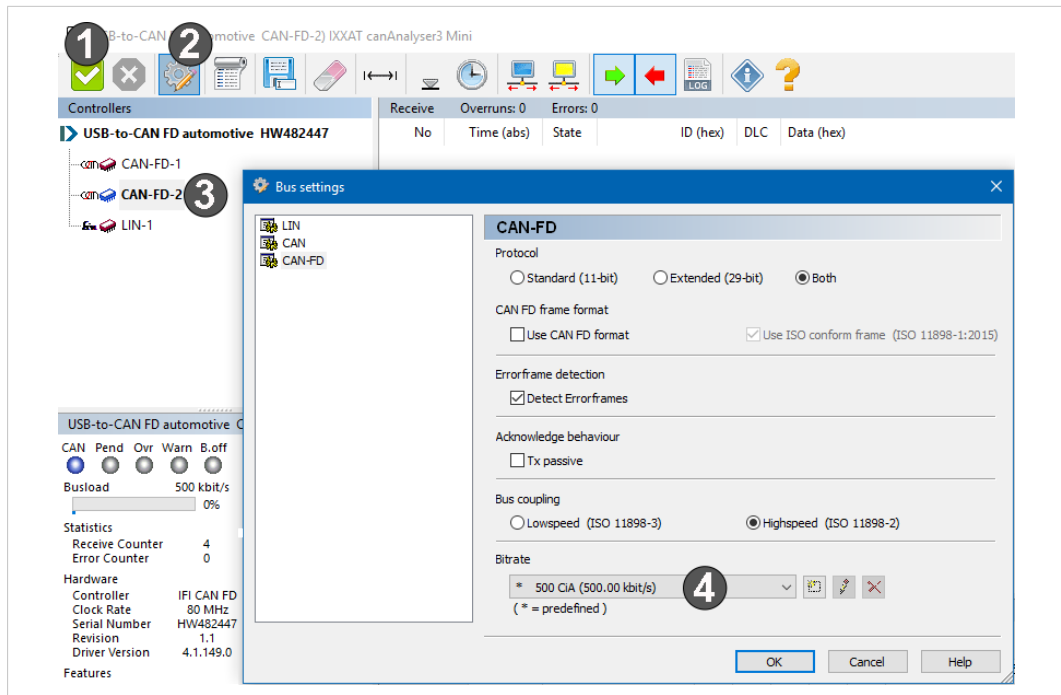 1
2
USB-to-CAN FD automotive CAN-FD-2) IXXAT canAnalyser3 Mini
LOG
Controllers
Receive Overruns: 0 Errors: 0
USB-to-CAN FD automotive HW482447
No Time (abs) State ID (hex) DLC Data (hex)
CAN-FD-1
CAN-FD-2
3
LIN-1
Bus settings
LIN
CAN
CAN-FD
CAN-FD
Protocol
Standard (11-bit) Extended (29-bit) Both
CAN FD frame format
Use CAN FD format Use ISO conform frame (ISO 11898-1:2015)
Errorframe detection
Detect Errorframes
Acknowledge behaviour
Tx passive
Bus coupling
Lowspeed (ISO 11898-3) Highspeed (ISO 11898-2)
Bitrate
* 500 CiA (500.00 kbit/s)
4
( * = predefined )
OK Cancel Help
USB-to-CAN FD automotive C
CAN Pend Ovr Warn B.off
Busload 500 kbit/s
0%
Statistics
Receive Counter 4
Error Counter 0
Hardware
Controller IFI CAN FD
Clock Rate 80 MHz
Serial Number HW482447
Revision 1.1
Driver Version 4.1.149.0
Features